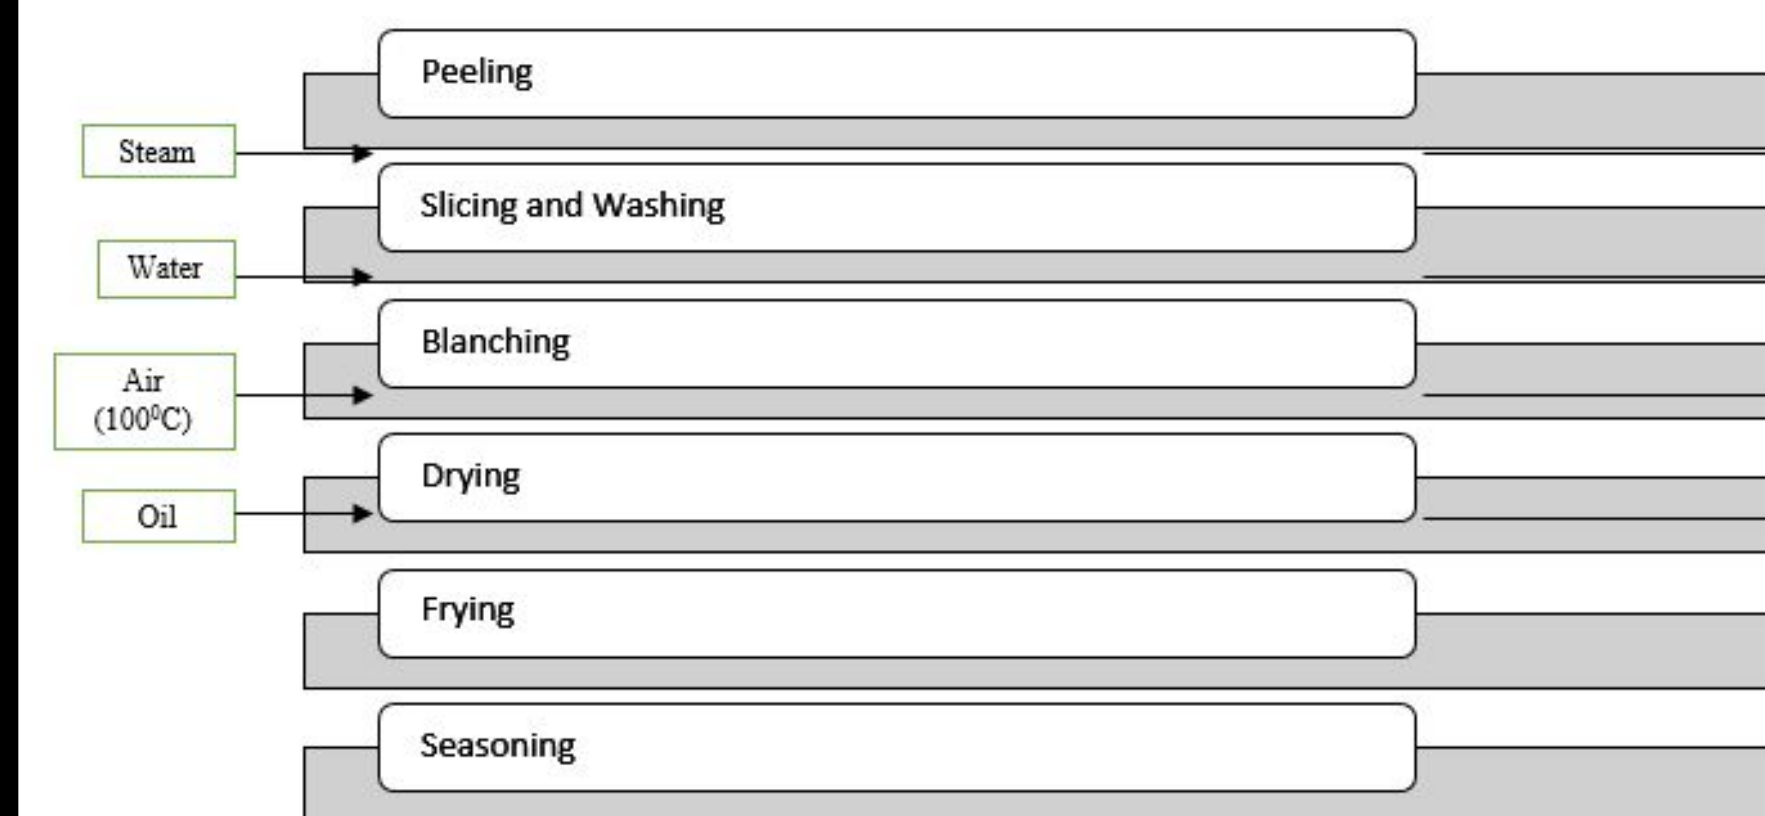 Peeling
Steam
Slicing and Washing
Water
Blanching
Air
(100⁰C)
Drying
Oil
Frying
Seasoning